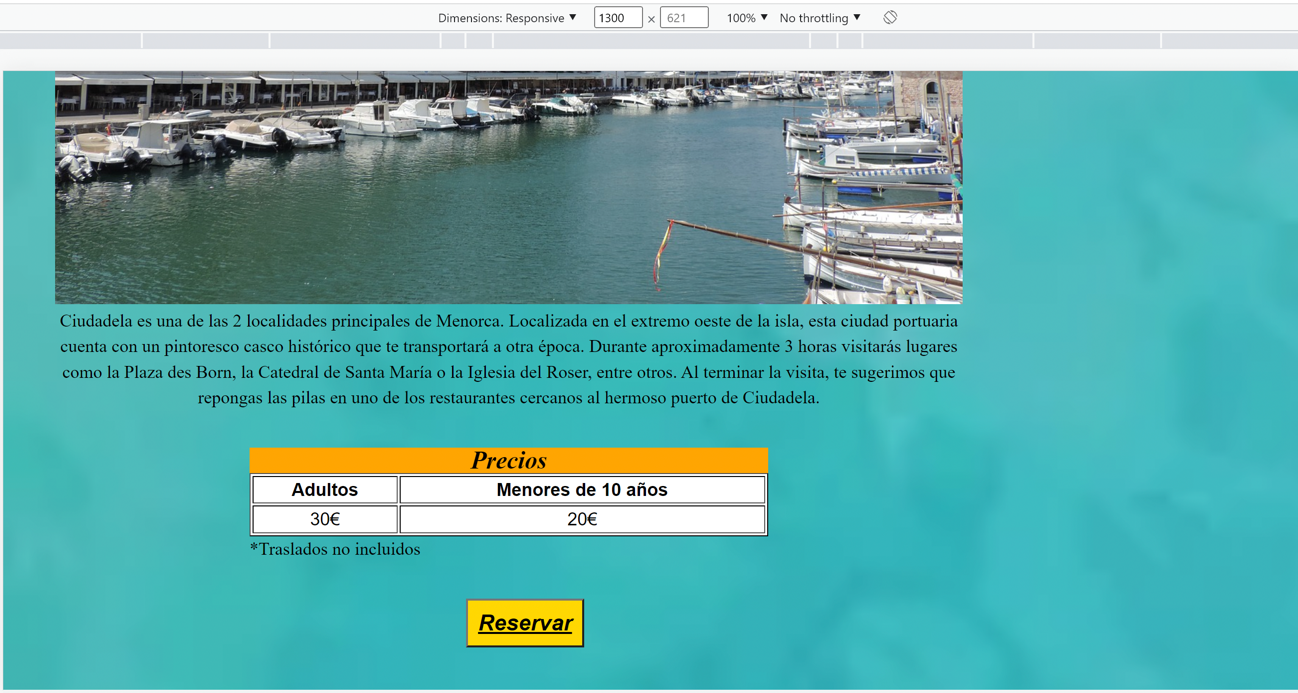 Dimensions: Responsive ▼ 1300 × 621 100% ▼ No throttling ▼
Ciudadela es una de las 2 localidades principales de Menorca. Localizada en el extremo oeste de la isla, esta ciudad portuaria
cuenta con un pintoresco casco histórico que te transportará a otra época. Durante aproximadamente 3 horas visitarás lugares
como la Plaza des Born, la Catedral de Santa María o la Iglesia del Roser, entre otros. Al terminar la visita, te sugerimos que
repongas las pilas en uno de los restaurantes cercanos al hermoso puerto de Ciudadela.
Precios
Adultos Menores de 10 años
30€ 20€
*Traslados no incluidos
Reservar